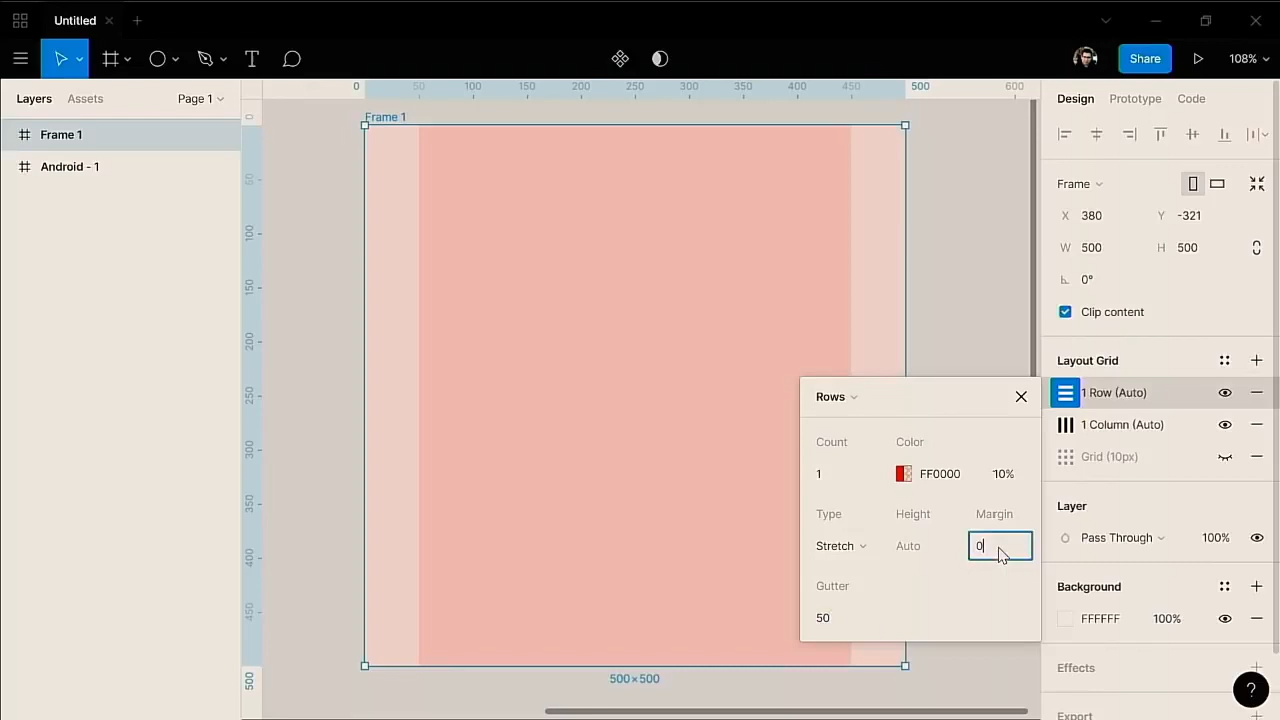 Untitled
T
Share
108%
Layers
Assets
Page 1
Frame 1
Android - 1
0
50
100
150
200
250
300
350
400
450
500
600
0
50
100
150
200
250
300
350
400
450
500
Frame 1
500×500
Rows
Count
Color
1
FF0000
10%
Type
Height
Margin
Stretch
Auto
0
Gutter
50
Design
Prototype
Code
Frame
X
380
Y
-321
W
500
H
500
0°
Clip content
Layout Grid
1 Row (Auto)
1 Column (Auto)
Grid (10px)
Layer
Pass Through
100%
Background
FFFFFF
100%
Effects
Export
?